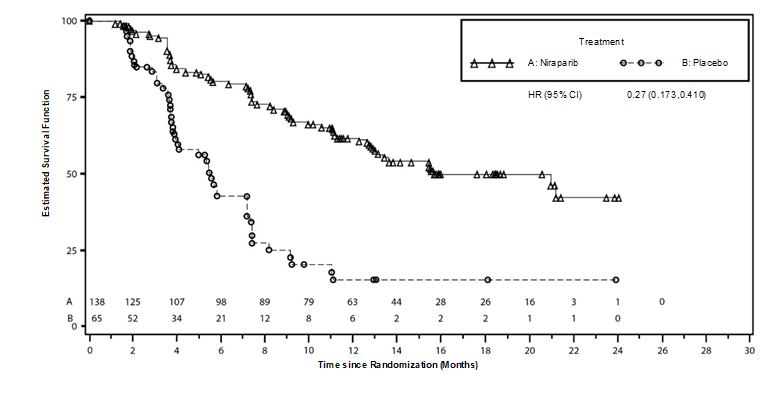 100
Treatment
A: Niraparib
B: Placebo
HR (95% CI)
0.27 (0.173,0.410)
75
Estimated Survival Function
50
25
A 138 125 107 98 89 79 63 44 28 26 16 3 1 0
B 65 52 34 21 12 8 6 2 2 2 1 1 0
0
0 2 4 6 8 10 12 14 16 18 20 22 24 26 28 30
Time since Randomization (Months)